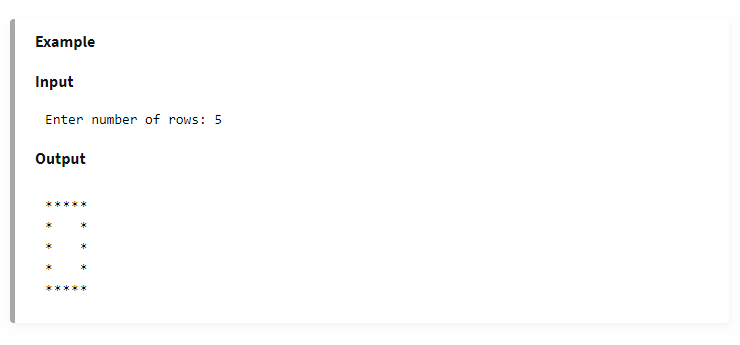 Example
Input
Enter number of rows: 5
Output
*****
*   *
*   *
*   *
*****